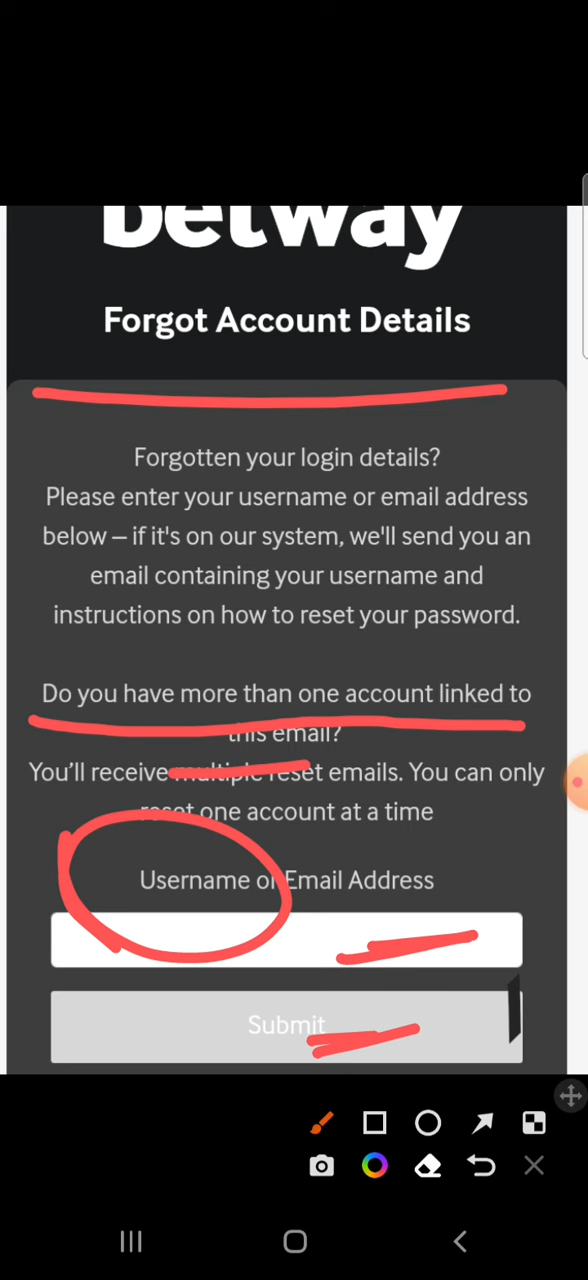 betway
Forgot Account Details
Forgotten your login details?
Please enter your username or email address
below – if it's on our system, we'll send you an
email containing your username and
instructions on how to reset your password.
Do you have more than one account linked to
this email?
You’ll receive multiple reset emails. You can only
reset one account at a time
Username or Email Address
Submit